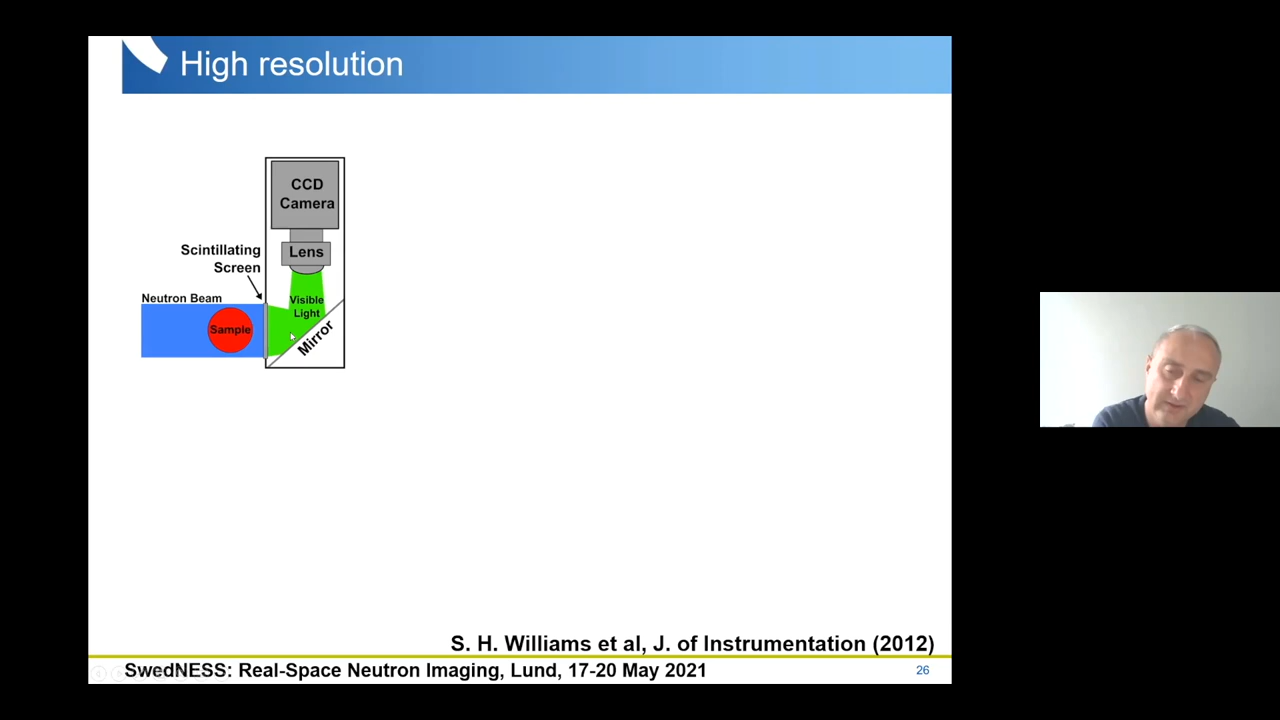 High resolution
CCD
Camera
Scintillating
Screen
Lens
Neutron Beam
Visible
Light
Sample
Mirror
S. H. Williams et al, J. of Instrumentation (2012)
SwedNESS: Real-Space Neutron Imaging, Lund, 17-20 May 2021
26